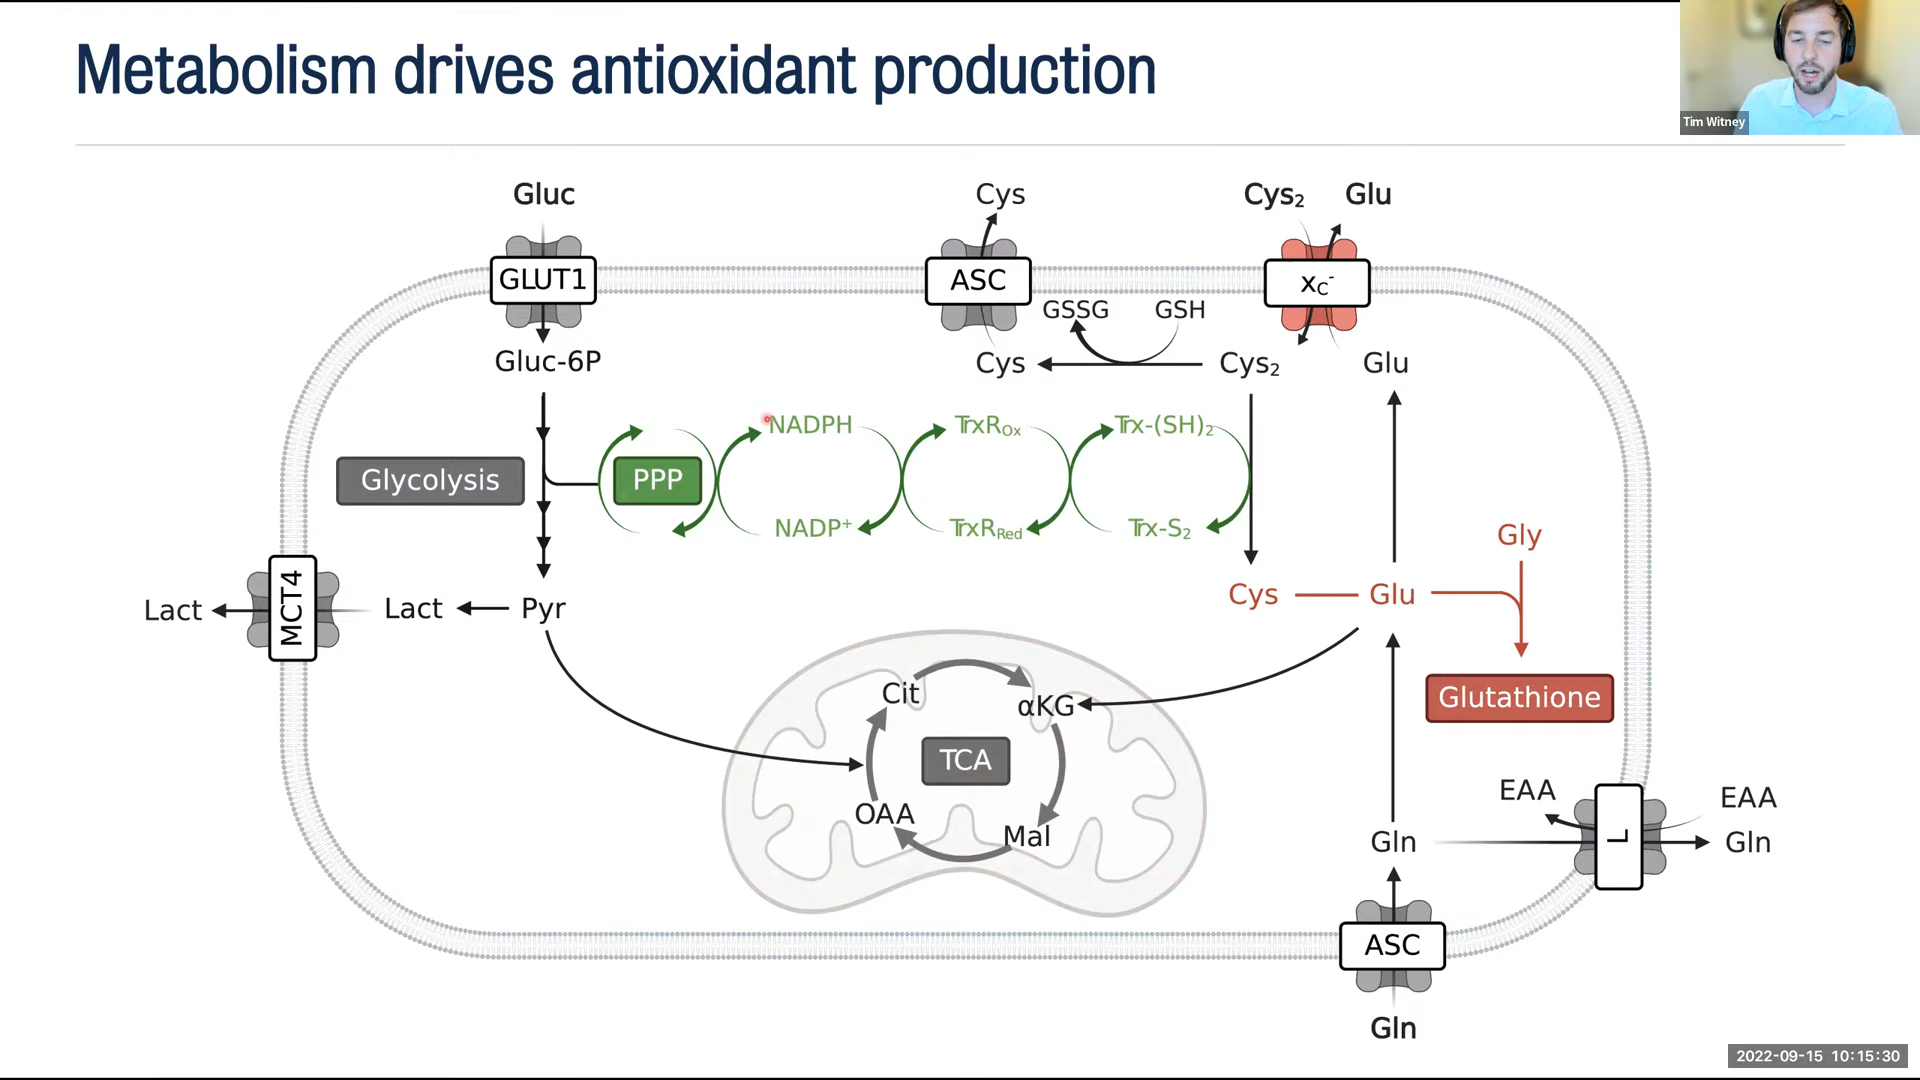 Metabolism drives antioxidant production
Tim Witney
Gluc
Cys
Cys₂
Glu
GLUT1
ASC
xC⁻
GSSG
GSH
Gluc-6P
Cys
Cys₂
Glu
NADPH
TrxROx
Trx-(SH)₂
Glycolysis
PPP
NADP⁺
TrxRRed
Trx-S₂
Gly
MCT4
Lact
Lact
Pyr
Cys
Glu
Glutathione
Cit
αKG
TCA
OAA
Mal
EAA
EAA
L
Gln
Gln
ASC
Gln
2022-09-15 10:15:30